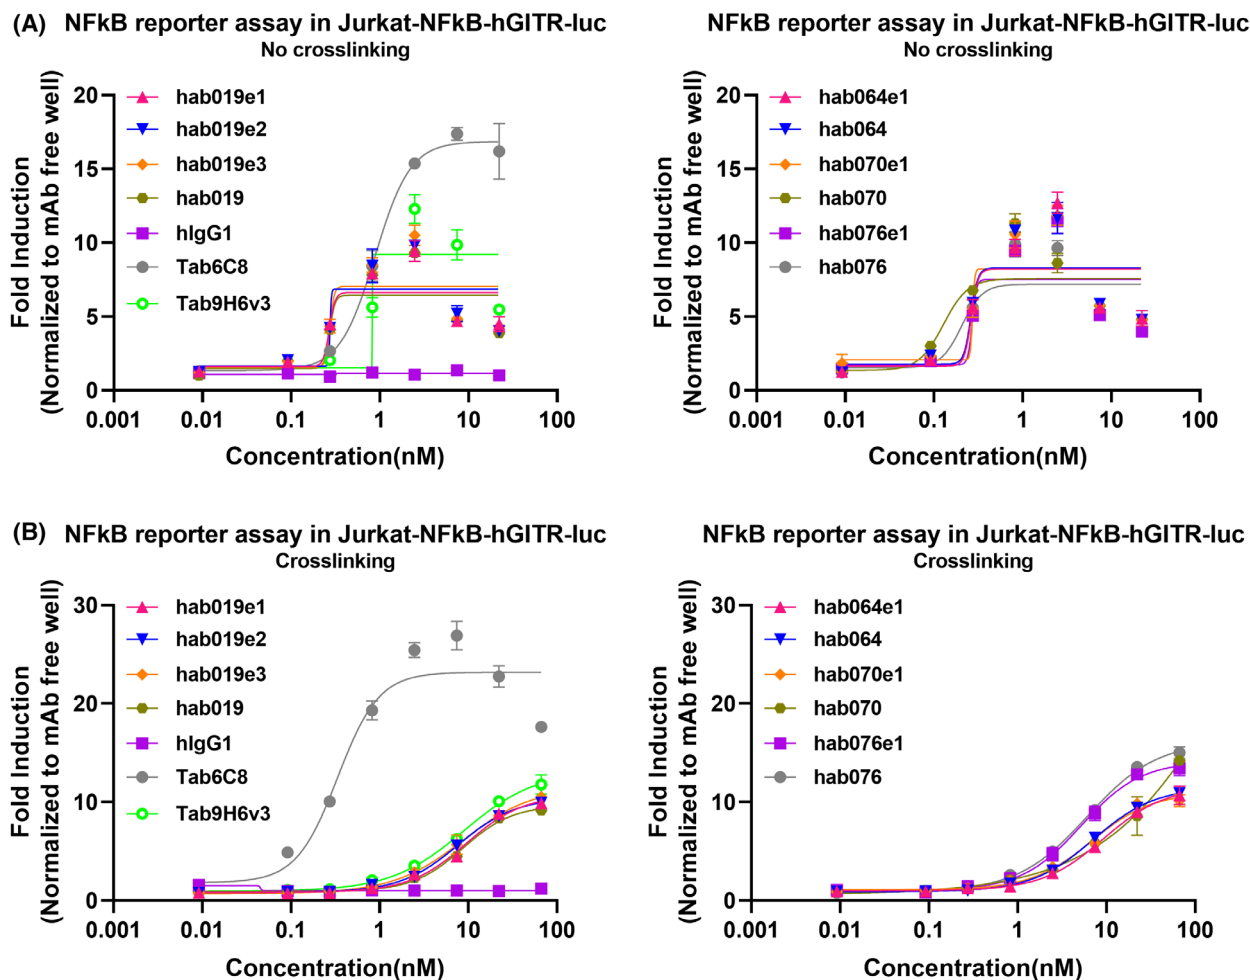 (A) NFkB reporter assay in Jurkat-NFkB-hGITR-luc
No crosslinking
Fold Induction
(Normalized to mAb free well)
20
15
10
5
0
hab019e1
hab019e2
hab019e3
hab019
hIgG1
Tab6C8
Tab9H6v3
0.001 0.01 0.1 1 10 100
Concentration(nM)
NFkB reporter assay in Jurkat-NFkB-hGITR-luc
No crosslinking
Fold Induction
(Normalized to mAb free well)
20
15
10
5
0
hab064e1
hab064
hab070e1
hab070
hab076e1
hab076
0.001 0.01 0.1 1 10 100
Concentration(nM)
(B) NFkB reporter assay in Jurkat-NFkB-hGITR-luc
Crosslinking
Fold Induction
(Normalized to mAb free well)
30
20
10
0
hab019e1
hab019e2
hab019e3
hab019
hIgG1
Tab6C8
Tab9H6v3
0.001 0.01 0.1 1 10 100
Concentration(nM)
NFkB reporter assay in Jurkat-NFkB-hGITR-luc
Crosslinking
Fold Induction
(Normalized to mAb free well)
30
20
10
0
hab064e1
hab064
hab070e1
hab070
hab076e1
hab076
0.001 0.01 0.1 1 10 100
Concentration(nM)